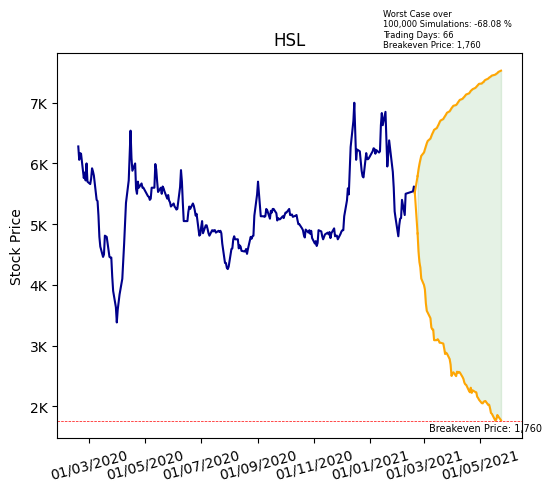 Worst Case over
100,000 Simulations: -68.08 %
Trading Days: 66
Breakeven Price: 1,760
HSL
Stock Price
7K
6K
5K
4K
3K
2K
Breakeven Price: 1,760
01/03/2020
01/05/2020
01/07/2020
01/09/2020
01/11/2020
01/01/2021
01/03/2021
01/05/2021